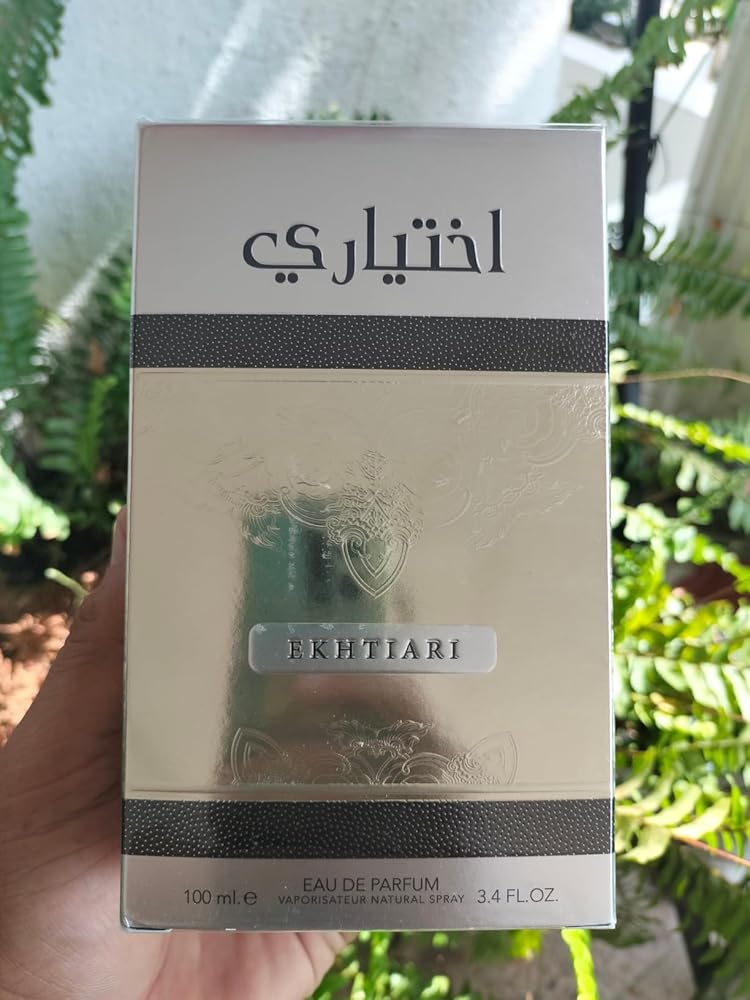 اختياري
EKHTIARI
EAU DE PARFUM
100 ml. e VAPORISATEUR NATURAL SPRAY 3.4 FL.OZ.